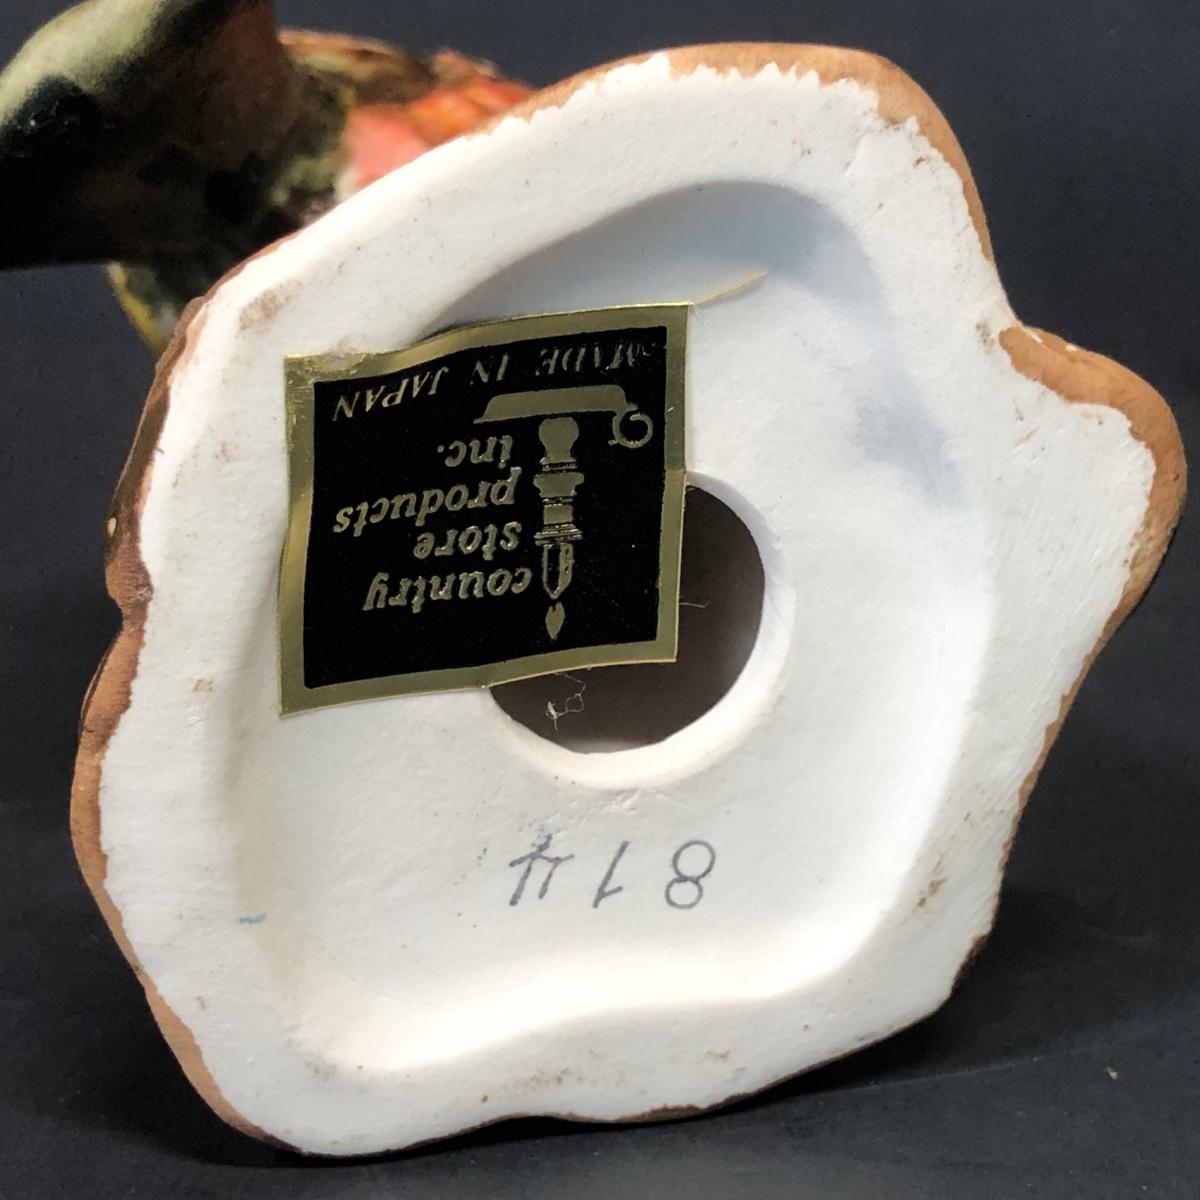 country
store
products
inc.
MADE IN JAPAN
814